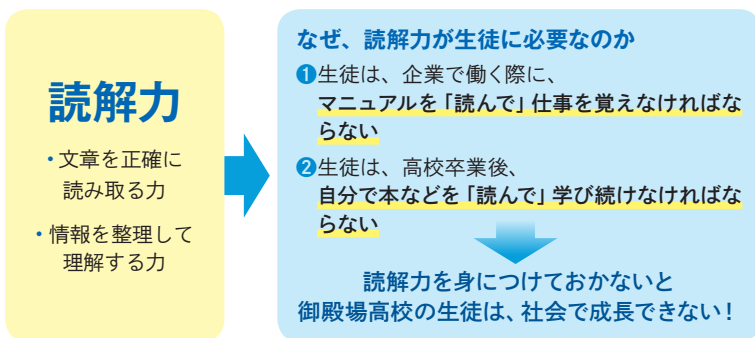 読解力
・文章を正確に
読み取る力
・情報を整理して
理解する力
なぜ、読解力が生徒に必要なのか
❶生徒は、企業で働く際に、
マニュアルを「読んで」仕事を覚えなければな
らない
❷生徒は、高校卒業後、
自分で本などを「読んで」学び続けなければな
らない
読解力を身につけておかないと
御殿場高校の生徒は、社会で成長できない!